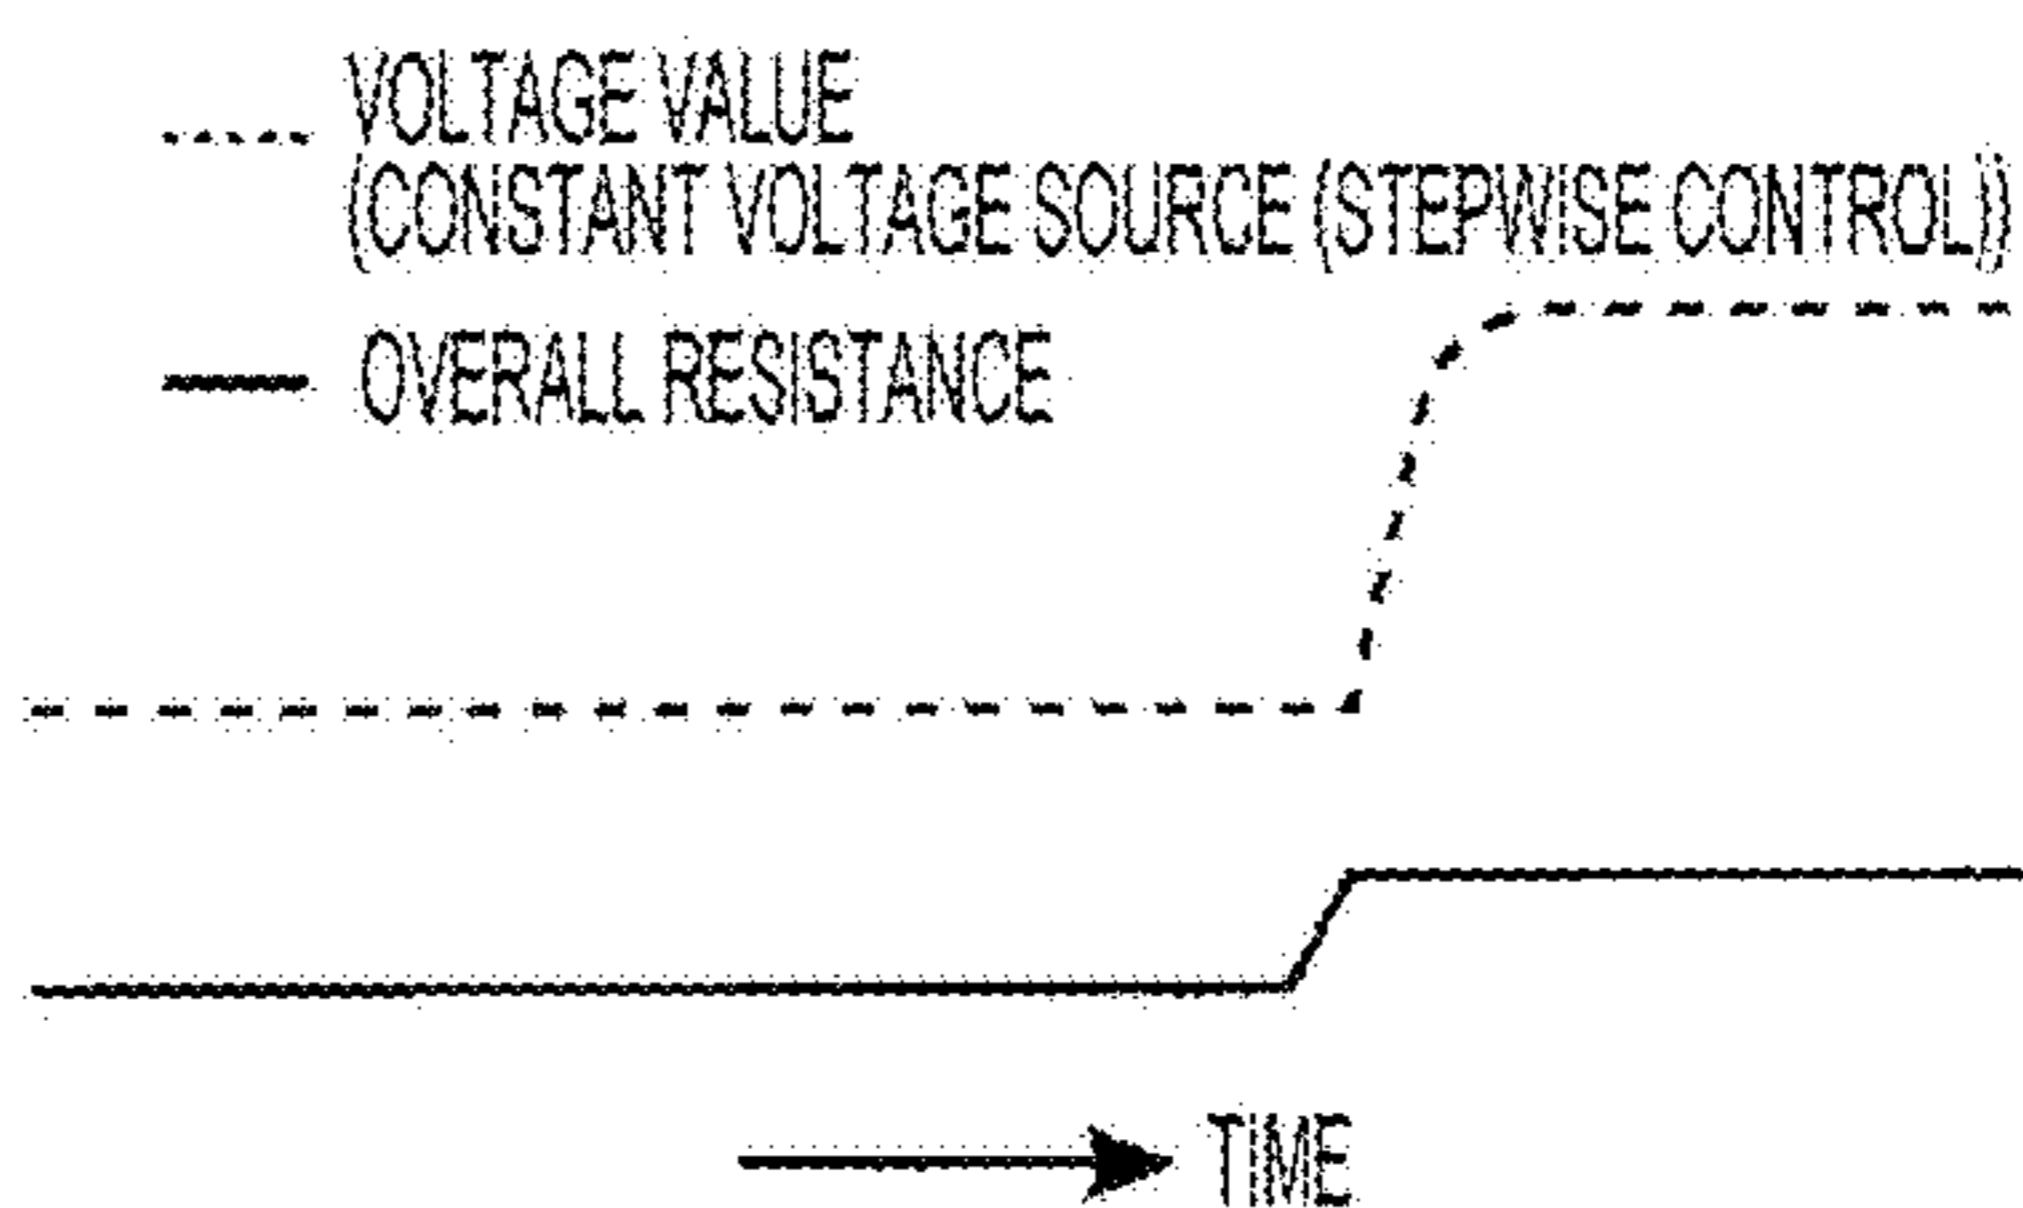 VOLTAGE VALUE
(CONSTANT VOLTAGE SOURCE (STEPWISE CONTROL))
OVERALL RESISTANCE
TIME